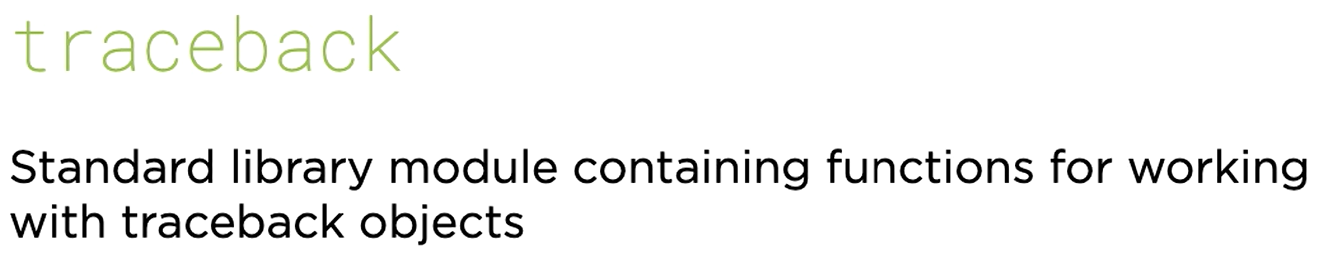 traceback
Standard library module containing functions for working
with traceback objects